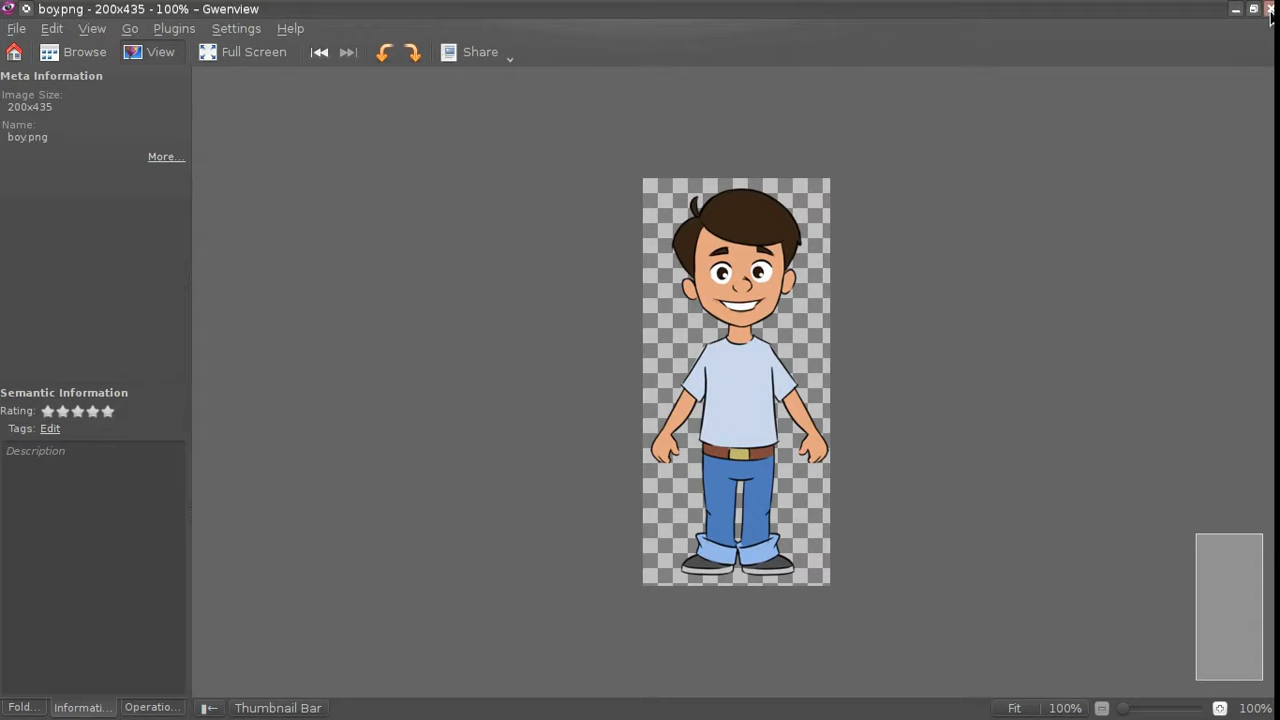 boy.png - 200x435 - 100% – Gwenview
File Edit View Go Plugins Settings Help
Browse View Full Screen Share
Meta Information
Image Size:
200x435
Name:
boy.png
More...
Semantic Information
Rating:
Tags: Edit
Description
Fold... Informati... Operatio... Thumbnail Bar Fit 100% 100%